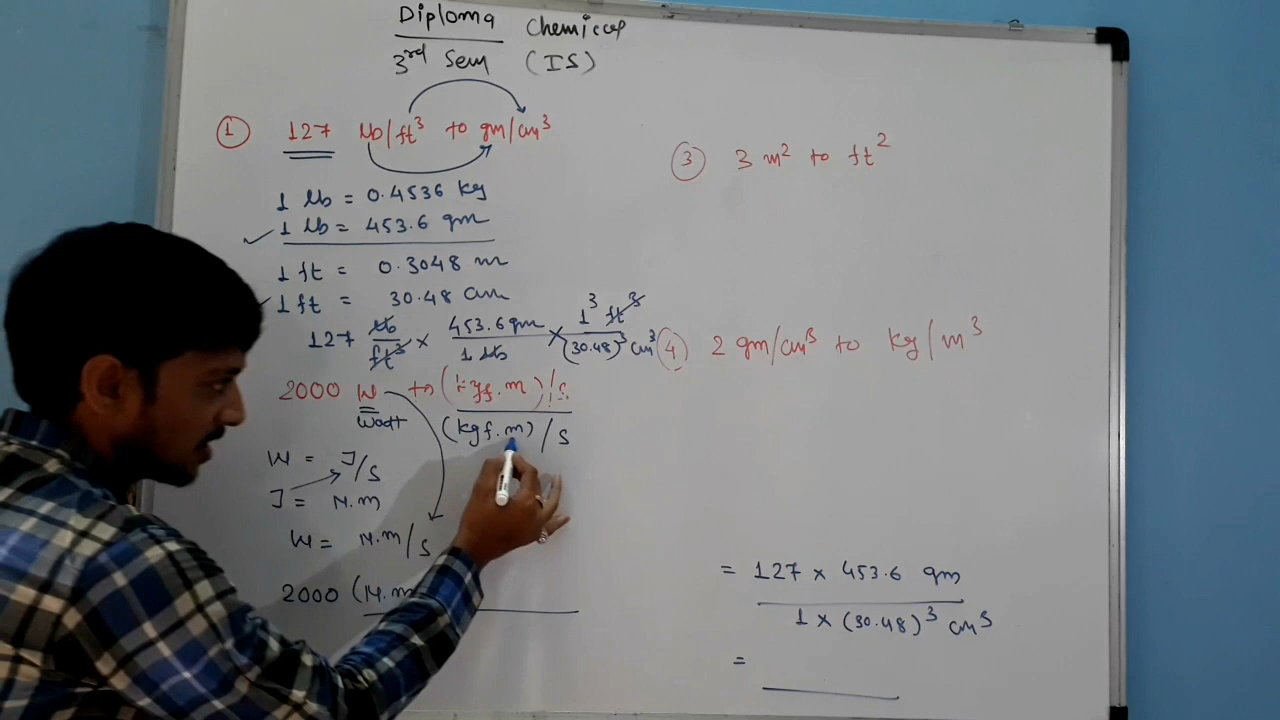 Diploma Chemical
3rd Sem (IS)
① 127 lb/ft³ to gm/cm³
1 lb = 0.4536 kg
1 lb = 453.6 gm
1 ft = 0.3048 m
1 ft = 30.48 cm
127 lb/ft³ × 453.6 gm/1 lb × 1³ ft³/(30.48)³ cm³
2000 W to (kgf.m)/s
Watt (kgf.m)/s
W = J/s
J = N.m
W = N.m/s
2000 (N.m
③ 3 m² to ft²
④ 2 gm/cm³ to kg/m³
= 127 × 453.6 gm
1 × (30.48)³ cm³
=